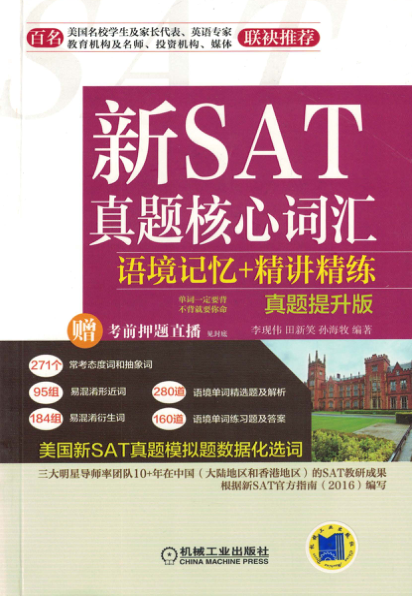 百名
美国名校学生及家长代表、英语专家
教育机构及名师、投资机构、媒体
联袂推荐
SAT
新SAT
真题核心词汇
语境记忆+精讲精练
单词一定要背
不背就要你命
真题提升版
赠
考前押题直播 见封底
李现伟 田新笑 孙海牧 编著
271个 常考态度词和抽象词
95组 易混淆形近词
280道 语境单词精选题及解析
184组 易混淆衍生词
160道 语境单词练习题及答案
美国新SAT真题模拟题数据化选词
三大明星导师率团队10+年在中国（大陆地区和香港地区）的SAT教研成果
根据新SAT官方指南（2016）编写
机械工业出版社
CHINA MACHINE PRESS